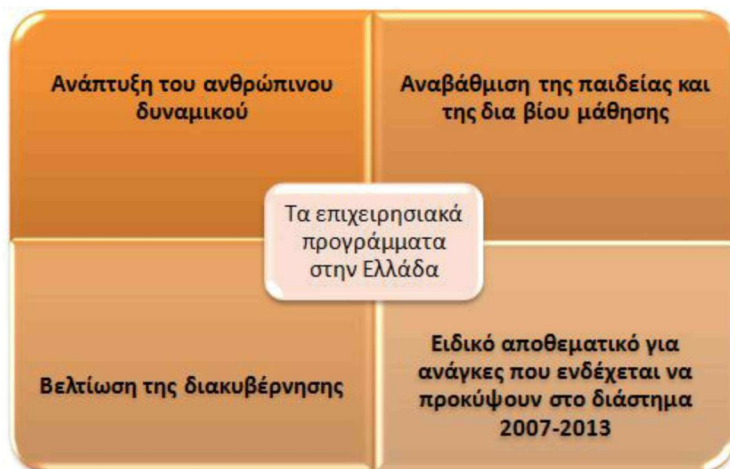 Ανάπτυξη του ανθρώπινου
δυναμικού
Αναβάθμιση της παιδείας και
της δια βίου μάθησης
Τα επιχειρησιακά
προγράμματα
στην Ελλάδα
Βελτίωση της διακυβέρνησης
Ειδικό αποθεματικό για
ανάγκες που ενδέχεται να
προκύψουν στο διάστημα
2007-2013